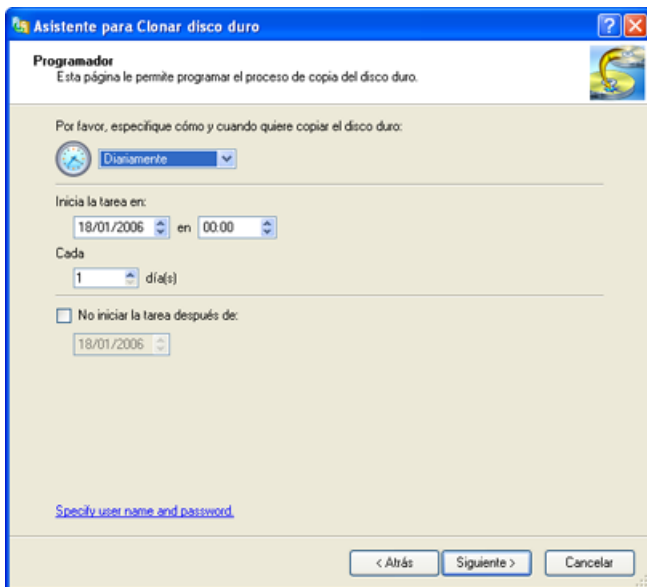 Asistente para Clonar disco duro
Programador
Esta página le permite programar el proceso de copia del disco duro.
Por favor, especifique cómo y cuando quiere copiar el disco duro:
Diariamente
Inicia la tarea en:
18/01/2006 en 00:00
Cada
1 día(s)
No iniciar la tarea después de:
18/01/2006
Specify user name and password.
< Atrás Siguiente > Cancelar